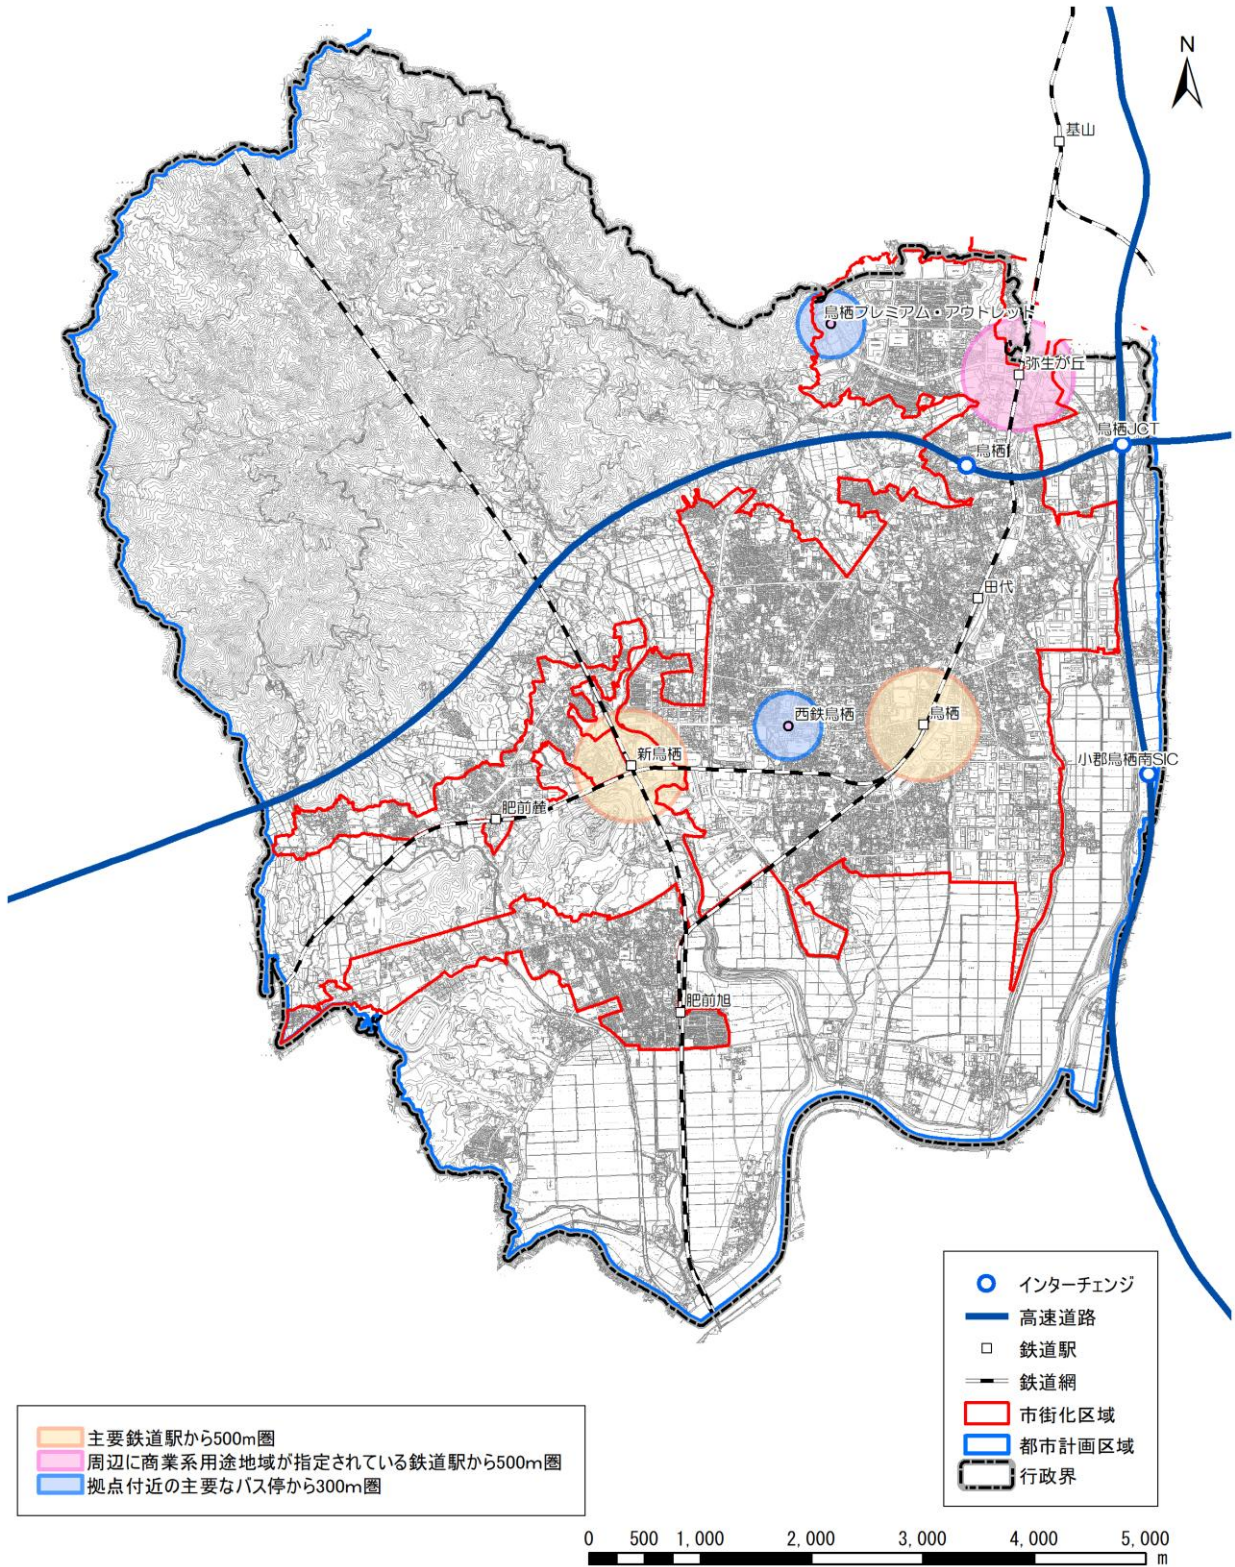 N
基山
鳥栖プレミアム・アウトレット
弥生が丘
鳥栖JCT
鳥栖
田代
西鉄鳥栖
鳥栖
新鳥栖
小郡鳥栖南SIC
肥前麓
肥前旭
インターチェンジ
高速道路
鉄道駅
鉄道網
市街化区域
都市計画区域
行政界
主要鉄道駅から500m圏
周辺に商業系用途地域が指定されている鉄道駅から500m圏
拠点付近の主要なバス停から300m圏
0 500 1,000 2,000 3,000 4,000 5,000
m